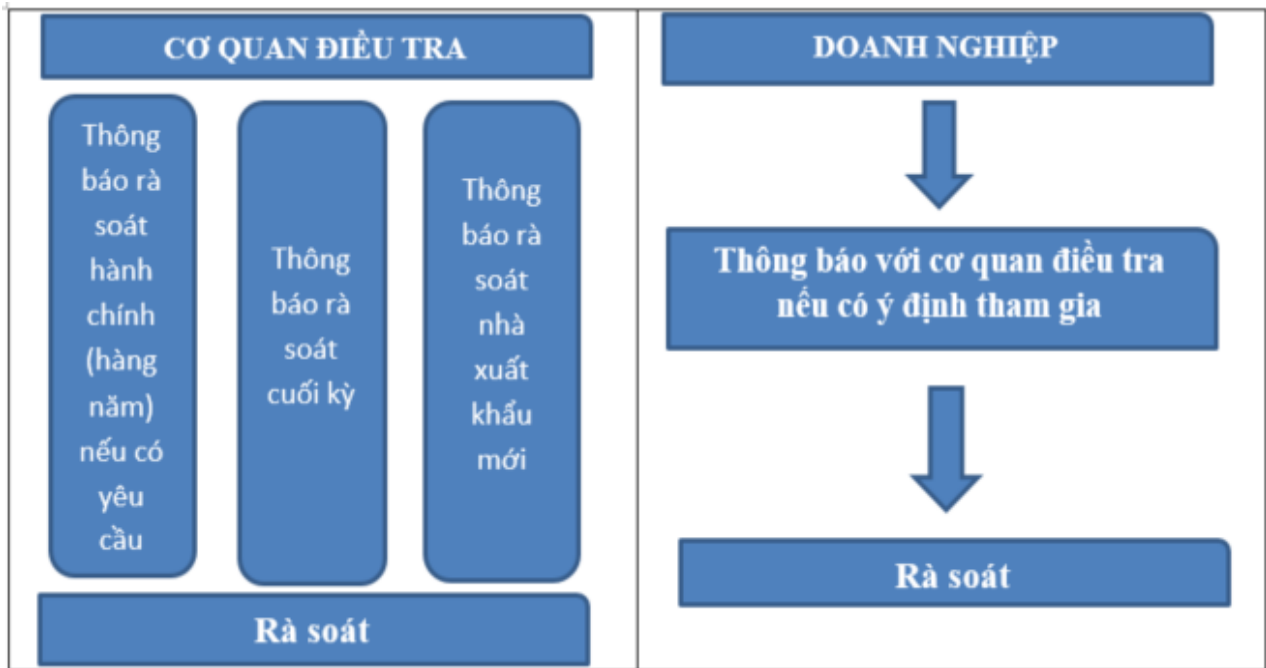 CƠ QUAN ĐIỀU TRA
Thông
báo rà
soát
hành
chính
(hàng
năm)
nếu có
yêu
cầu
Thông
báo rà
soát
cuối kỳ
Thông
báo rà
soát
nhà
xuất
khẩu
mới
Rà soát
DOANH NGHIỆP
Thông báo với cơ quan điều tra
nếu có ý định tham gia
Rà soát